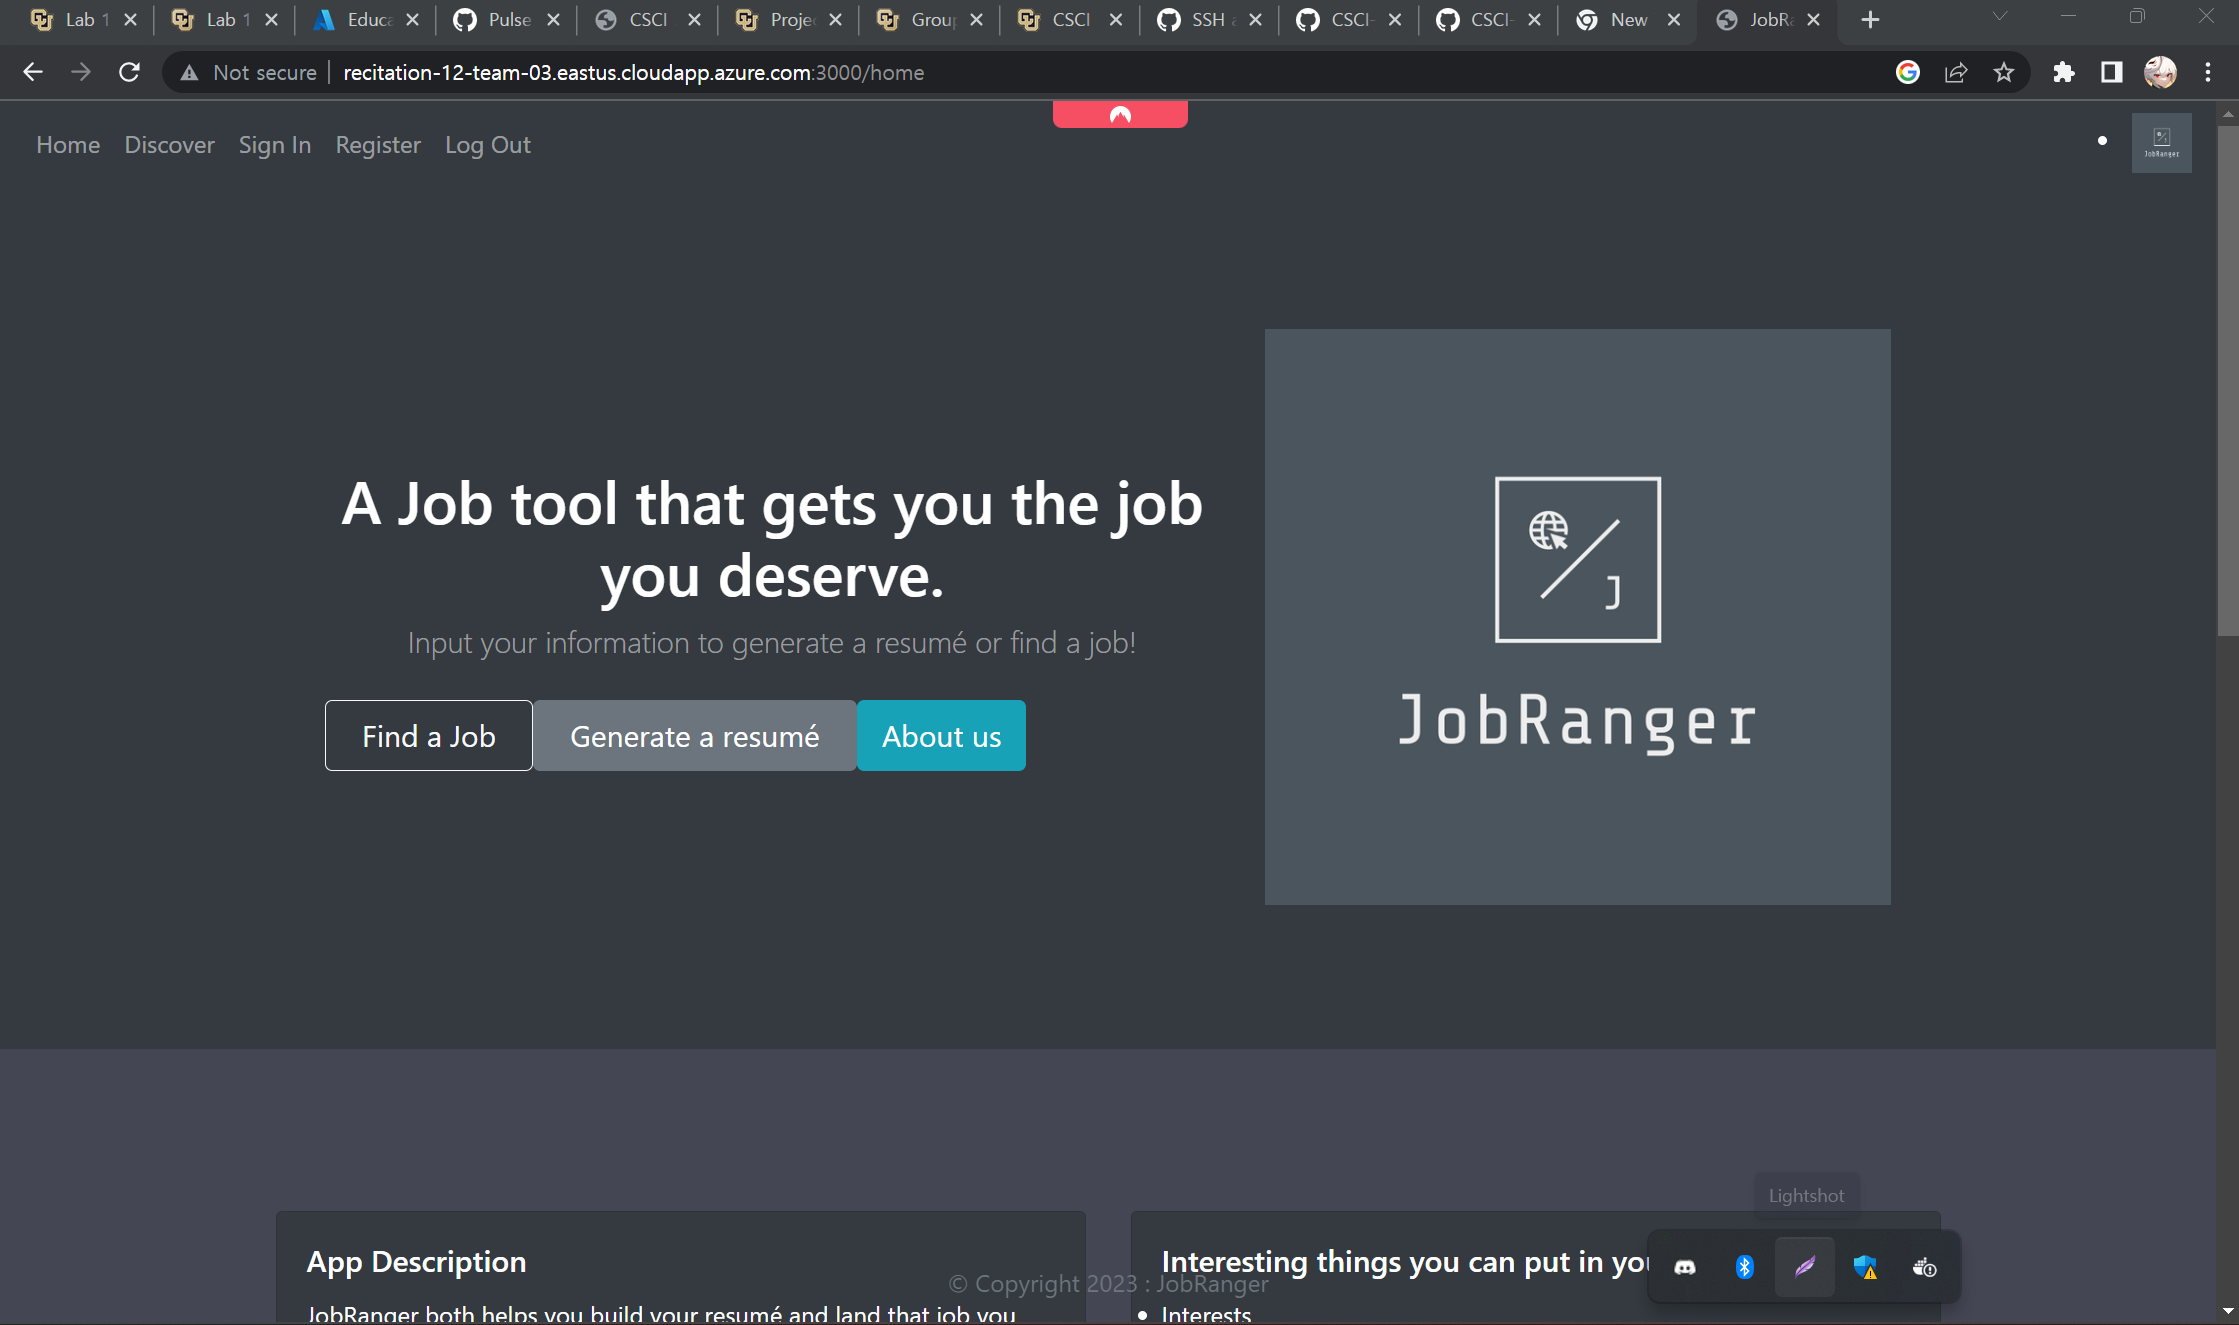 Lab 1
Lab 1
Educa
Pulse
CSCI
Projec
Group
CSCI
SSH a
CSCI-
CSCI-
New
JobRa
Not secure
recitation-12-team-03.eastus.cloudapp.azure.com:3000/home
Home Discover Sign In Register Log Out
JobRanger
A Job tool that gets you the job
you deserve.
Input your information to generate a resumé or find a job!
Find a Job
Generate a resumé
About us
J
JobRanger
Lightshot
App Description
JobRanger both helps you build your resumé and land that job you
Interesting things you can put in you
Interests
© Copyright 2023 : JobRanger